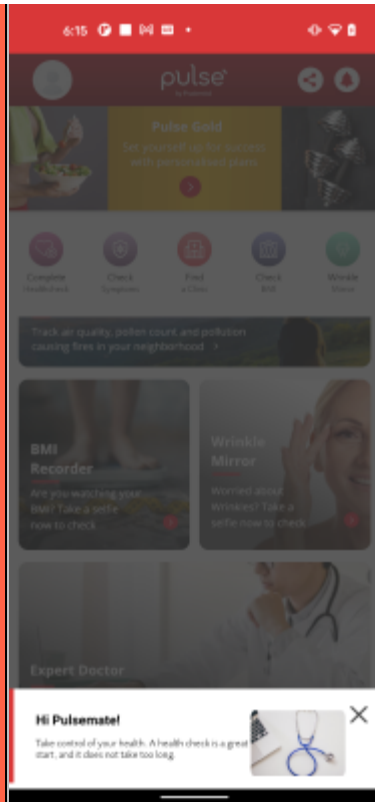 6:15
pulse
by Prudential
Pulse Gold
Set yourself up for success
with personalised plans
Complete
Healthcheck
Check
Symptoms
Find
a Clinic
Check
BMI
Wrinkle
Mirror
Track air quality, pollen count and pollution
causing fires in your neighborhood >
BMI
Recorder
Are you watching your
BMI? Take a selfie
now to check
Wrinkle
Mirror
Worried about
Wrinkles? Take a
selfie now to check
Expert Doctor
Hi Pulsemate!
Take control of your health. A health check is a great
start, and it does not take too long.